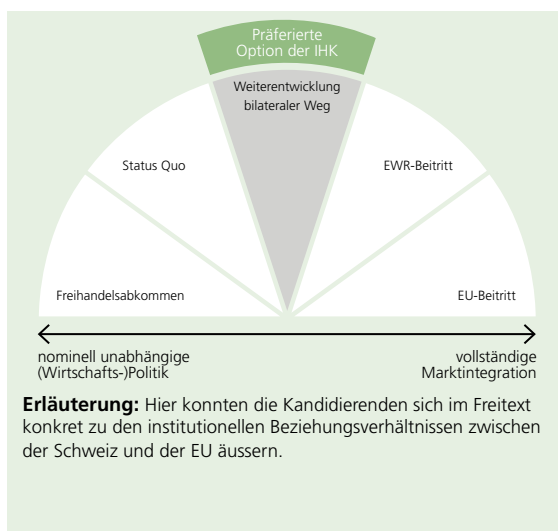 Präferierte
Option der IHK
Weiterentwicklung
bilateraler Weg
Status Quo
EWR-Beitritt
Freihandelsabkommen
EU-Beitritt
nominell unabhängige
(Wirtschafts-)Politik
vollständige
Marktintegration
Erläuterung: Hier konnten die Kandidierenden sich im Freitext
konkret zu den institutionellen Beziehungsverhältnissen zwischen
der Schweiz und der EU äussern.